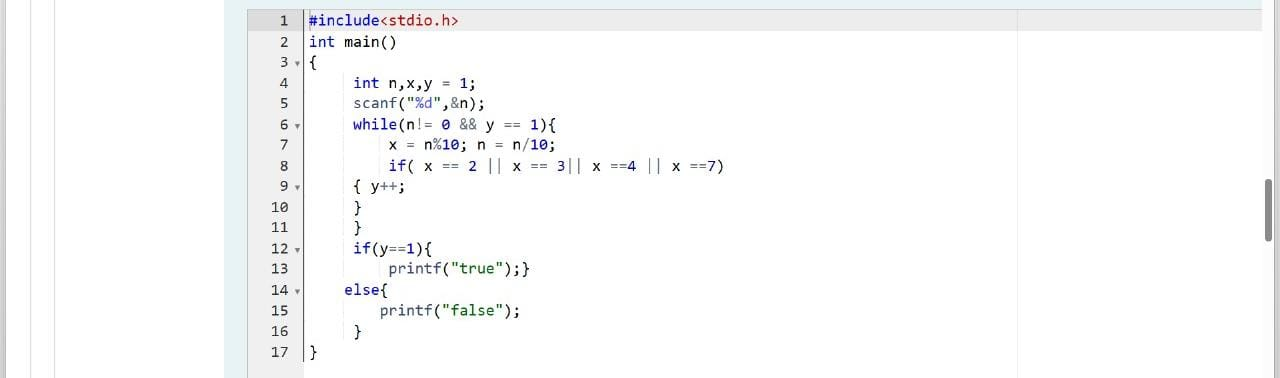 1 #include<stdio.h>
2 int main()
3 {
4 int n,x,y = 1;
5 scanf("%d",&n);
6 while(n!= 0 && y == 1){
7 x = n%10; n = n/10;
8 if( x == 2 || x == 3|| x ==4 || x ==7)
9 { y++;
10 }
11 }
12 if(y==1){
13 printf("true");}
14 else{
15 printf("false");
16 }
17 }